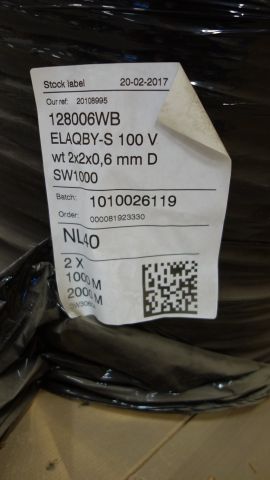 Stock label 20-02-2017
Our ref: 20108995
128006WB
ELAQBY-S 100 V
wt 2x2x0,6 mm D
SW1000
Batch: 1010026119
Order: 000081923330
NL40
2 X
1000 M
2000 M